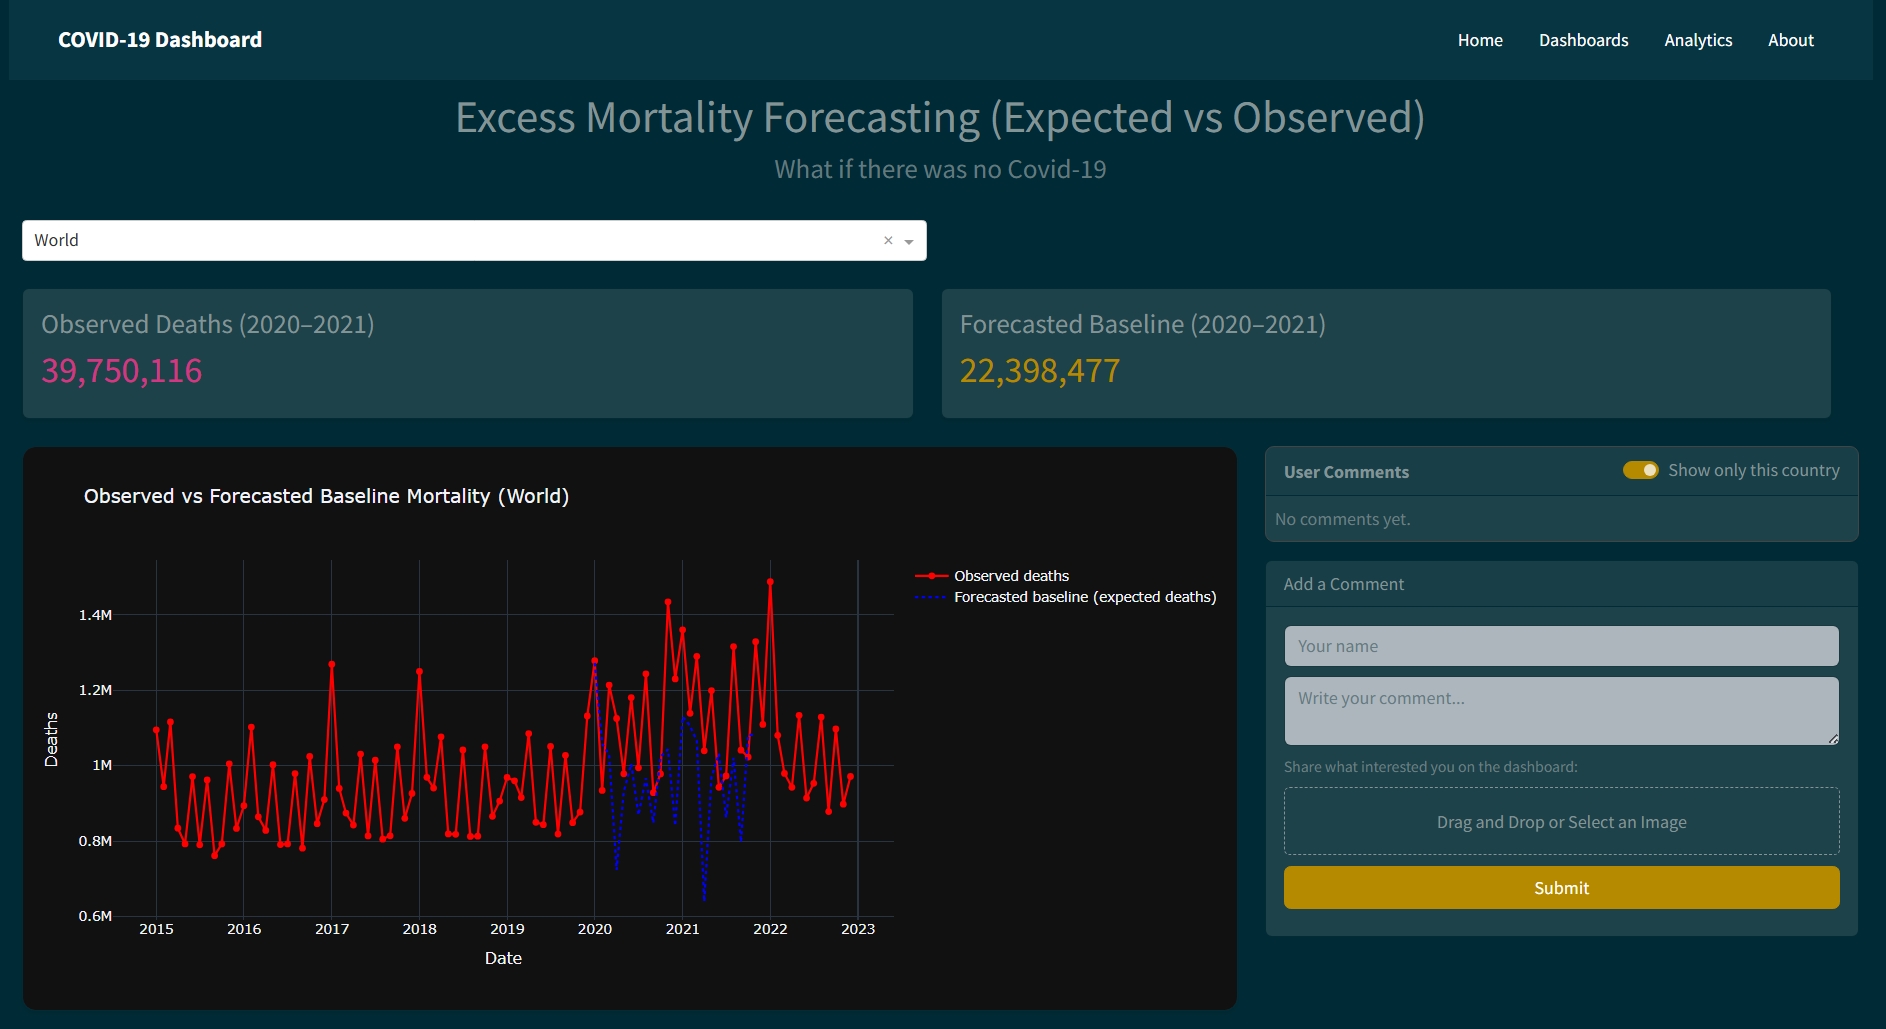 COVID-19 Dashboard
Home Dashboards Analytics About
Excess Mortality Forecasting (Expected vs Observed)
What if there was no Covid-19
World
Observed Deaths (2020–2021)
39,750,116
Forecasted Baseline (2020–2021)
22,398,477
Observed vs Forecasted Baseline Mortality (World)
Observed deaths
Forecasted baseline (expected deaths)
1.4M
1.2M
1M
0.8M
0.6M
Deaths
2015 2016 2017 2018 2019 2020 2021 2022 2023
Date
User Comments
Show only this country
No comments yet.
Add a Comment
Your name
Write your comment...
Share what interested you on the dashboard:
Drag and Drop or Select an Image
Submit